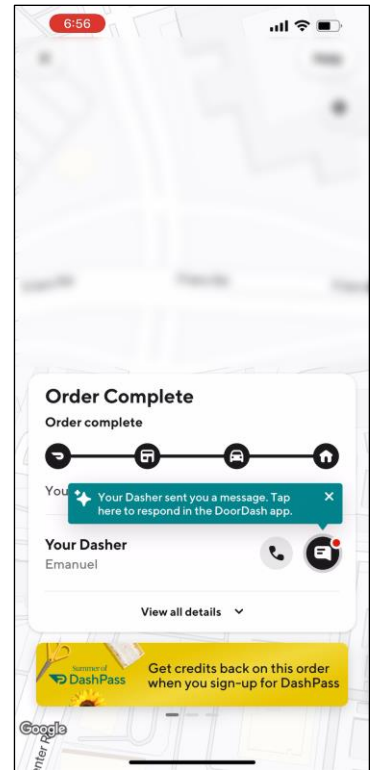 6:56
Order Complete
Order complete
You
Your Dasher sent you a message. Tap
here to respond in the DoorDash app.
Your Dasher
Emanuel
View all details
Summer of
DashPass
Get credits back on this order
when you sign-up for DashPass
Google
enter R